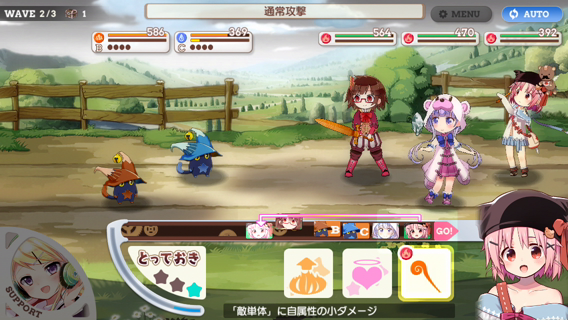 WAVE 2/3 1
通常攻撃
MENU
AUTO
586
B
369
C
564
470
392
B
C
GO!
とっておき
SUPPORT
「敵単体」に自属性の小ダメージ